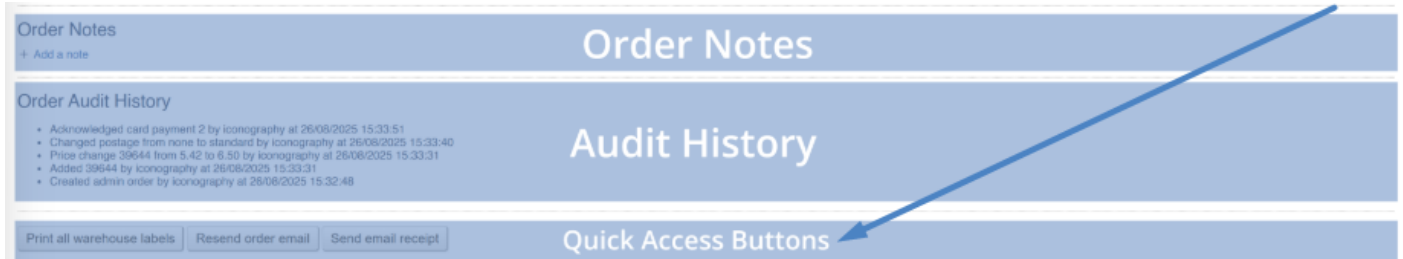 Order Notes
Order Notes
+ Add a note
Order Audit History
Audit History
• Acknowledged card payment 2 by iconography at 26/08/2025 15:33:51
• Changed postage from none to standard by iconography at 26/08/2025 15:33:40
• Price change 39644 from 5.42 to 6.50 by iconography at 26/08/2025 15:33:31
• Added 39644 by iconography at 26/08/2025 15:33:31
• Created admin order by iconography at 26/08/2025 15:32:48
Print all warehouse labels Resend order email Send email receipt Quick Access Buttons